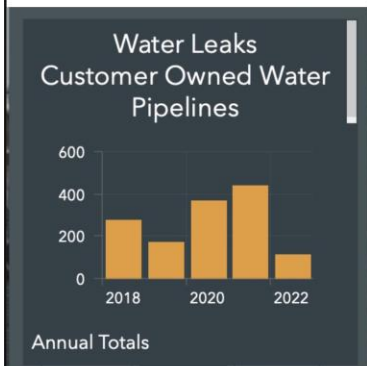 Water Leaks
Customer Owned Water
Pipelines
600
400
200
0
2018 2020 2022
Annual Totals